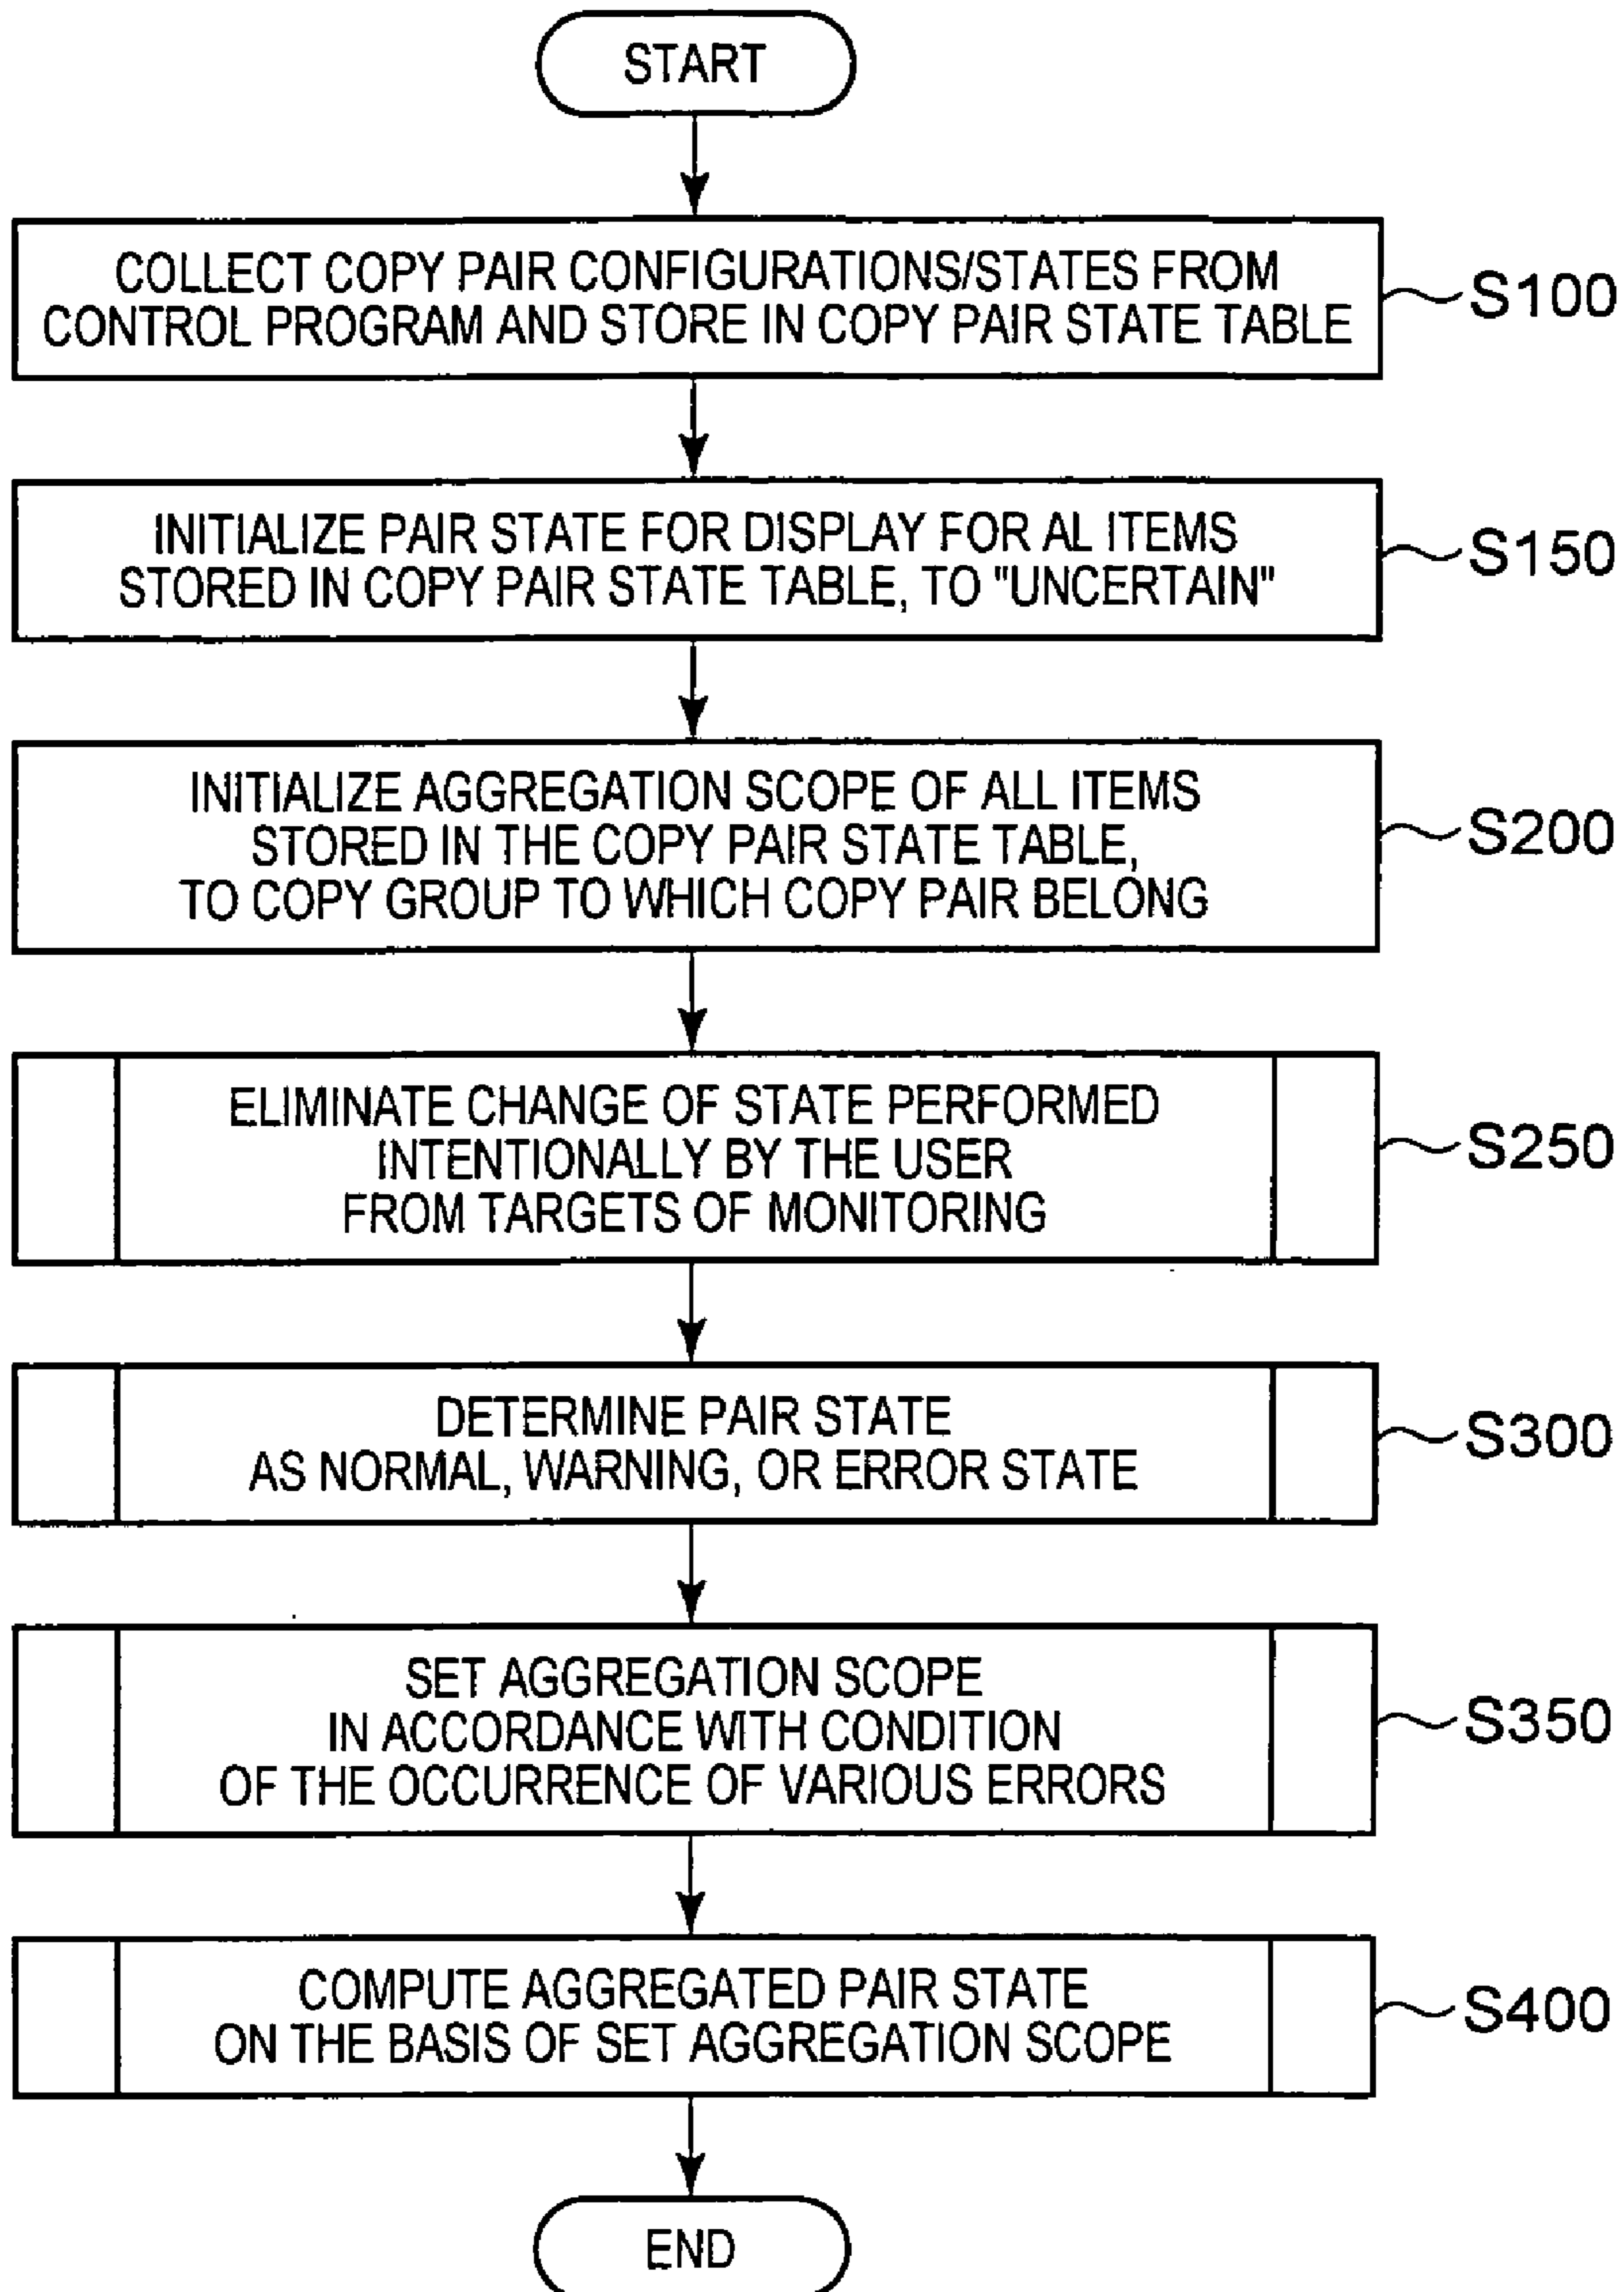 START
COLLECT COPY PAIR CONFIGURATIONS/STATES FROM
CONTROL PROGRAM AND STORE IN COPY PAIR STATE TABLE
S100
INITIALIZE PAIR STATE FOR DISPLAY FOR AL ITEMS
STORED IN COPY PAIR STATE TABLE, TO "UNCERTAIN"
S150
INITIALIZE AGGREGATION SCOPE OF ALL ITEMS
STORED IN THE COPY PAIR STATE TABLE,
TO COPY GROUP TO WHICH COPY PAIR BELONG
S200
ELIMINATE CHANGE OF STATE PERFORMED
INTENTIONALLY BY THE USER
FROM TARGETS OF MONITORING
S250
DETERMINE PAIR STATE
AS NORMAL, WARNING, OR ERROR STATE
S300
SET AGGREGATION SCOPE
IN ACCORDANCE WITH CONDITION
OF THE OCCURRENCE OF VARIOUS ERRORS
S350
COMPUTE AGGREGATED PAIR STATE
ON THE BASIS OF SET AGGREGATION SCOPE
S400
END